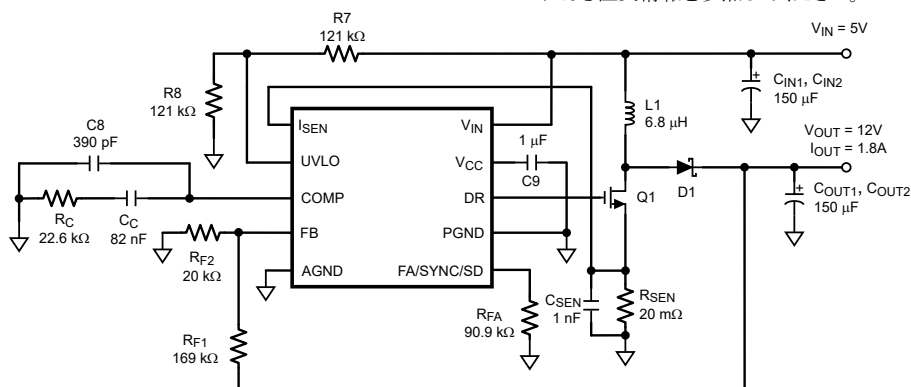 R7
121 kΩ
VIN = 5V
R8
121 kΩ
CIN1, CIN2
150 μF
L1
6.8 μH
C8
390 pF
ISEN
VIN
1 μF
C9
VOUT = 12V
IOUT = 1.8A
UVLO
VCC
COMP
DR
Q1
D1
COUT1, COUT2
150 μF
RC
22.6 kΩ
CC
82 nF
RF2
20 kΩ
FB
PGND
AGND
FA/SYNC/SD
CSEN
1 nF
RSEN
20 mΩ
RFA
90.9 kΩ
RF1
169 kΩ